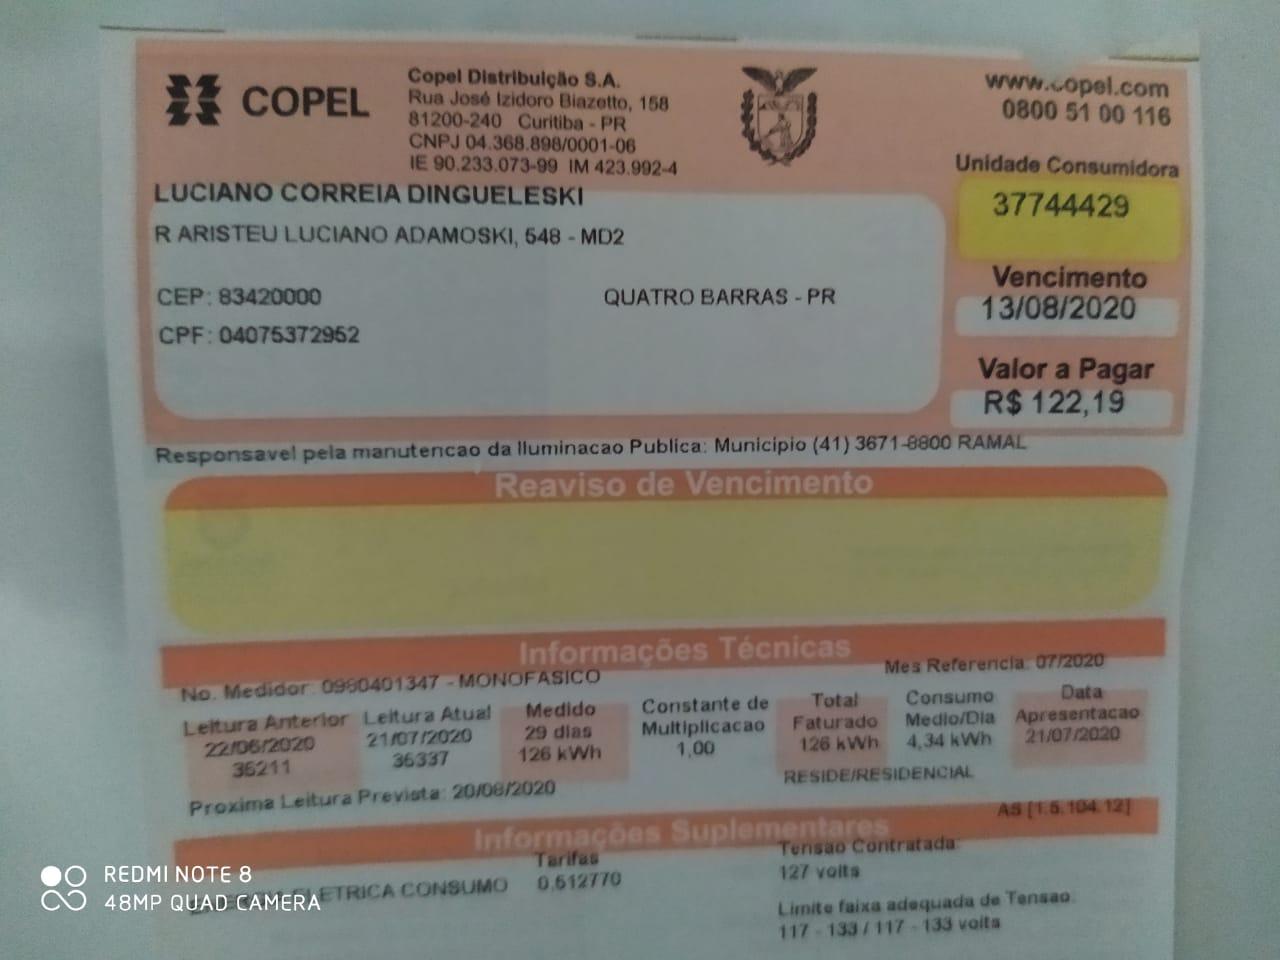 COPEL
Copel Distribuição S.A.
Rua José Izidoro Biazetto, 158
81200-240 Curitiba - PR
CNPJ 04.368.898/0001-06
IE 90.233.073-99 IM 423.992-4
www.copel.com
0800 51 00 116
Unidade Consumidora
37744429
LUCIANO CORREIA DINGUELESKI
R ARISTEU LUCIANO ADAMOSKI, 548 - MD2
CEP: 83420000 QUATRO BARRAS - PR
CPF: 04075372952
Vencimento
13/08/2020
Valor a Pagar
R$ 122,19
Responsavel pela manutencao da Iluminacao Publica: Municipio (41) 3671-8800 RAMAL
Reaviso de Vencimento
Informações Técnicas
No. Medidor: 0980401347 - MONOFASICO
Mes Referencia: 07/2020
Leitura Anterior
22/06/2020
36211
Leitura Atual
21/07/2020
36337
Medido
29 dias
126 kWh
Constante de
Multiplicacao
1,00
Total
Faturado
126 kWh
Consumo
Medio/Dia
4,34 kWh
Data
Apresentacao
21/07/2020
Proxima Leitura Prevista: 20/08/2020
RESIDE/RESIDENCIAL
AS [1.5.104.12]
Informações Suplementares
Tarifas
ELETRICA CONSUMO 0.512770
Tensao Contratada:
127 volts
Limite faixa adequada de Tensao:
117 - 133 / 117 - 133 volts
REDMI NOTE 8
48MP QUAD CAMERA